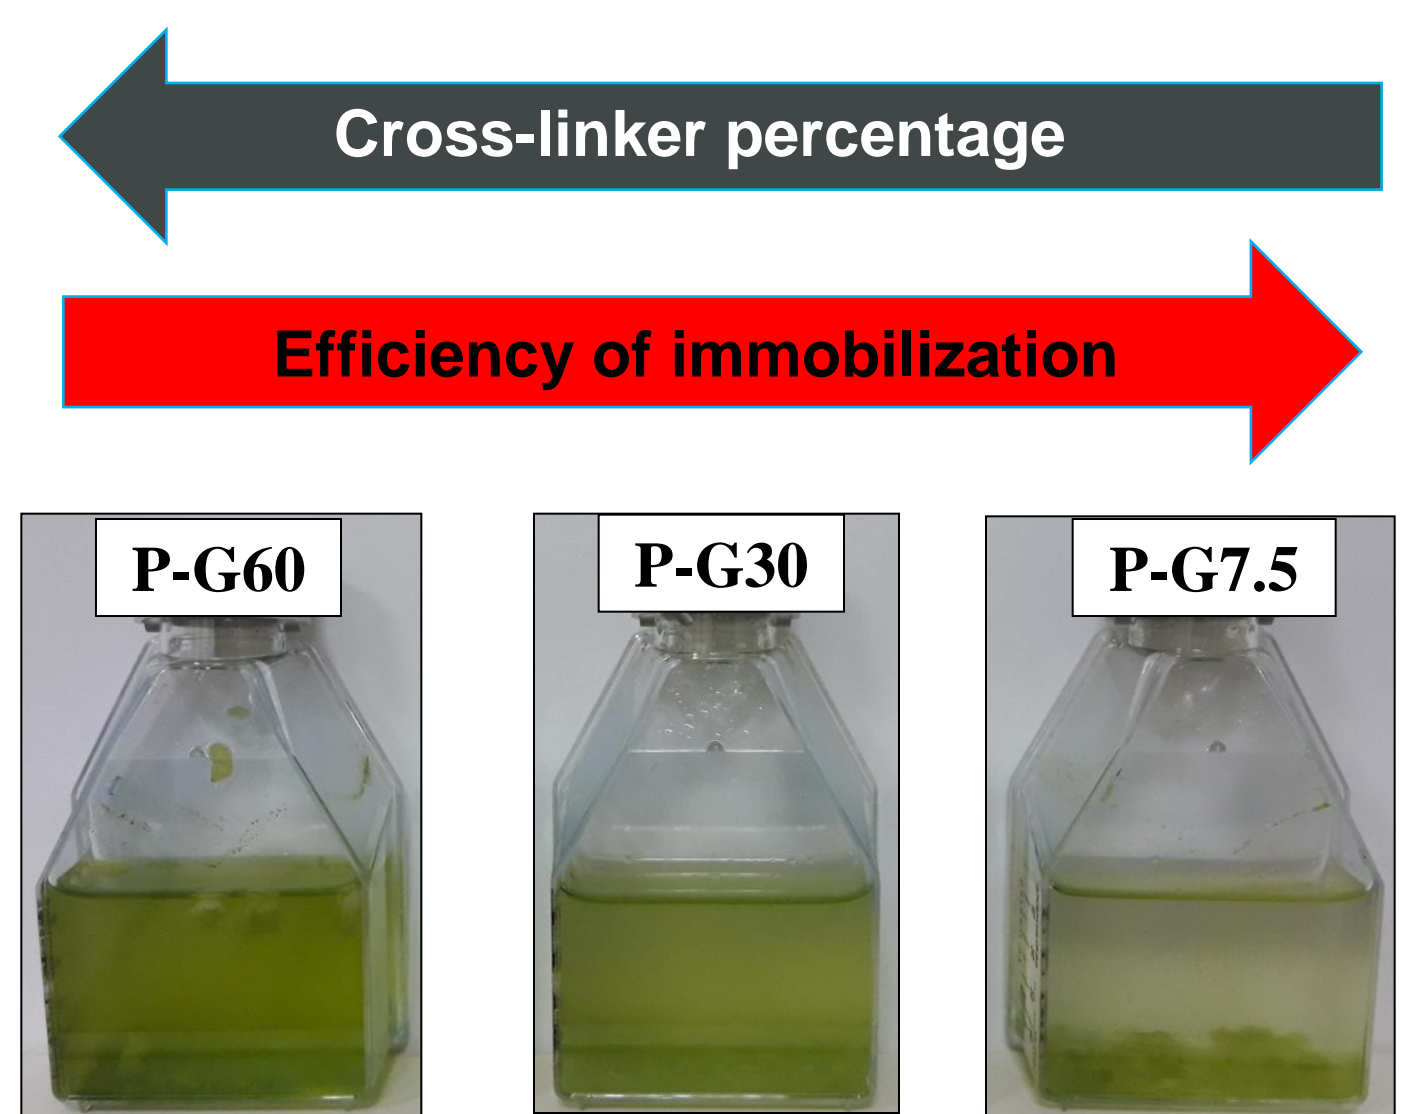 Cross-linker percentage
Efficiency of immobilization
P-G60
P-G30
P-G7.5